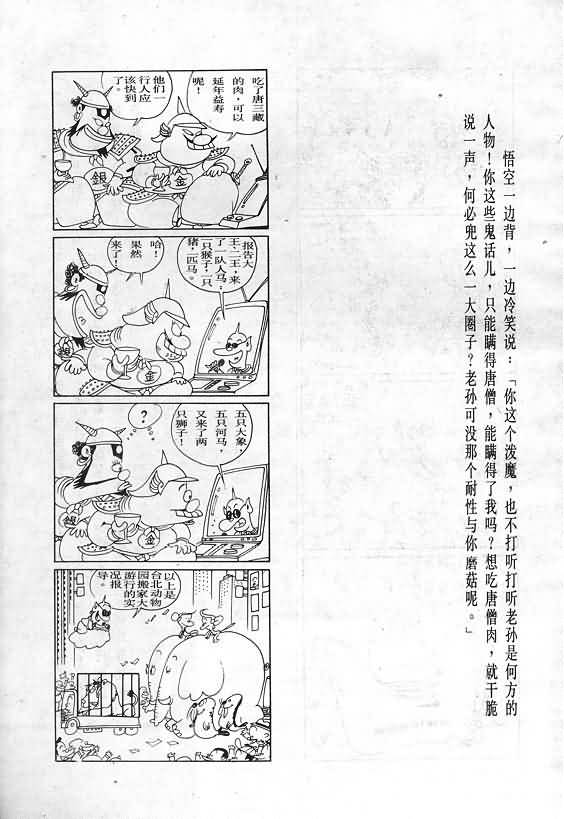 悟空一边背，一边冷笑说：「你这个泼魔，也不打听打听老孙是何方的
人物！你这些鬼话儿，只能瞒得唐僧，能瞒得了我吗？想吃唐僧肉，就干脆
说一声，何必兜这么一大圈子？老孙可没那个耐性与你磨菇呢。」
吃了唐三藏
的肉，可以
延年益寿
呢！
他们一
行人应
该快到
了。
銀
金
报告大
王、二王，来
了一队人马：
一只猴子、一只
猪、一匹马。
哈！
果然
来了！
銀
金
五只大象，
五只河马，
又来了两
只狮子！
？
銀
金
以上是
台北动物
园搬家大
游行的实
况报
导。